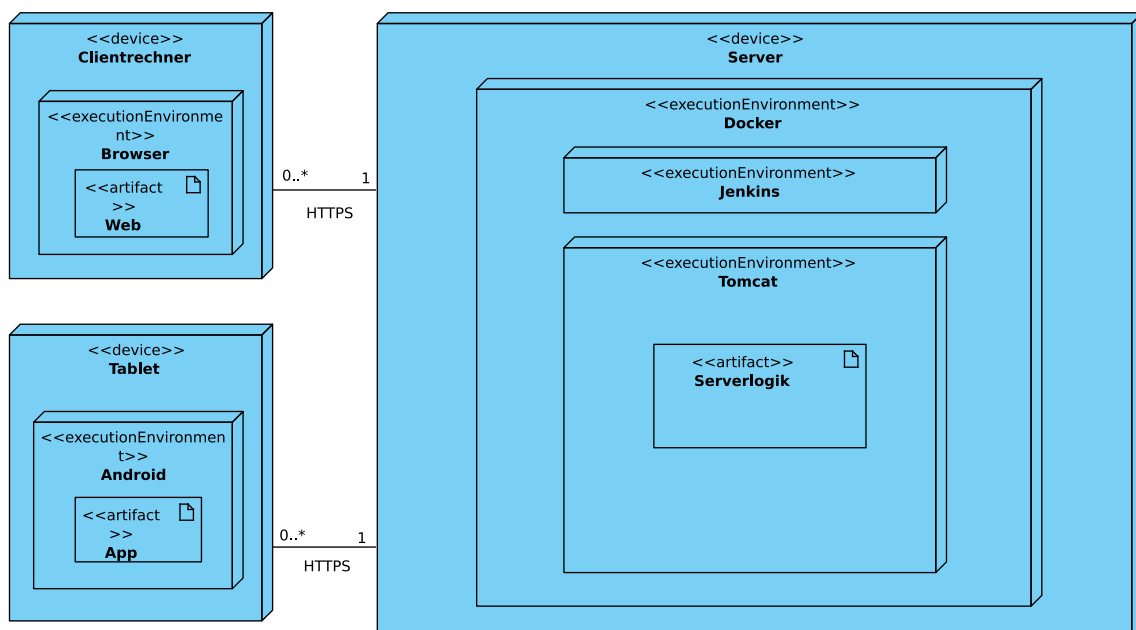 <<device>>
Clientrechner
<<executionEnvironme
nt>>
Browser
<<artifact
>>
Web
0..*
1
HTTPS
<<device>>
Tablet
<<executionEnvironmen
t>>
Android
<<artifact
>>
App
0..*
1
HTTPS
<<device>>
Server
<<executionEnvironment>>
Docker
<<executionEnvironment>>
Jenkins
<<executionEnvironment>>
Tomcat
<<artifact>>
Serverlogik